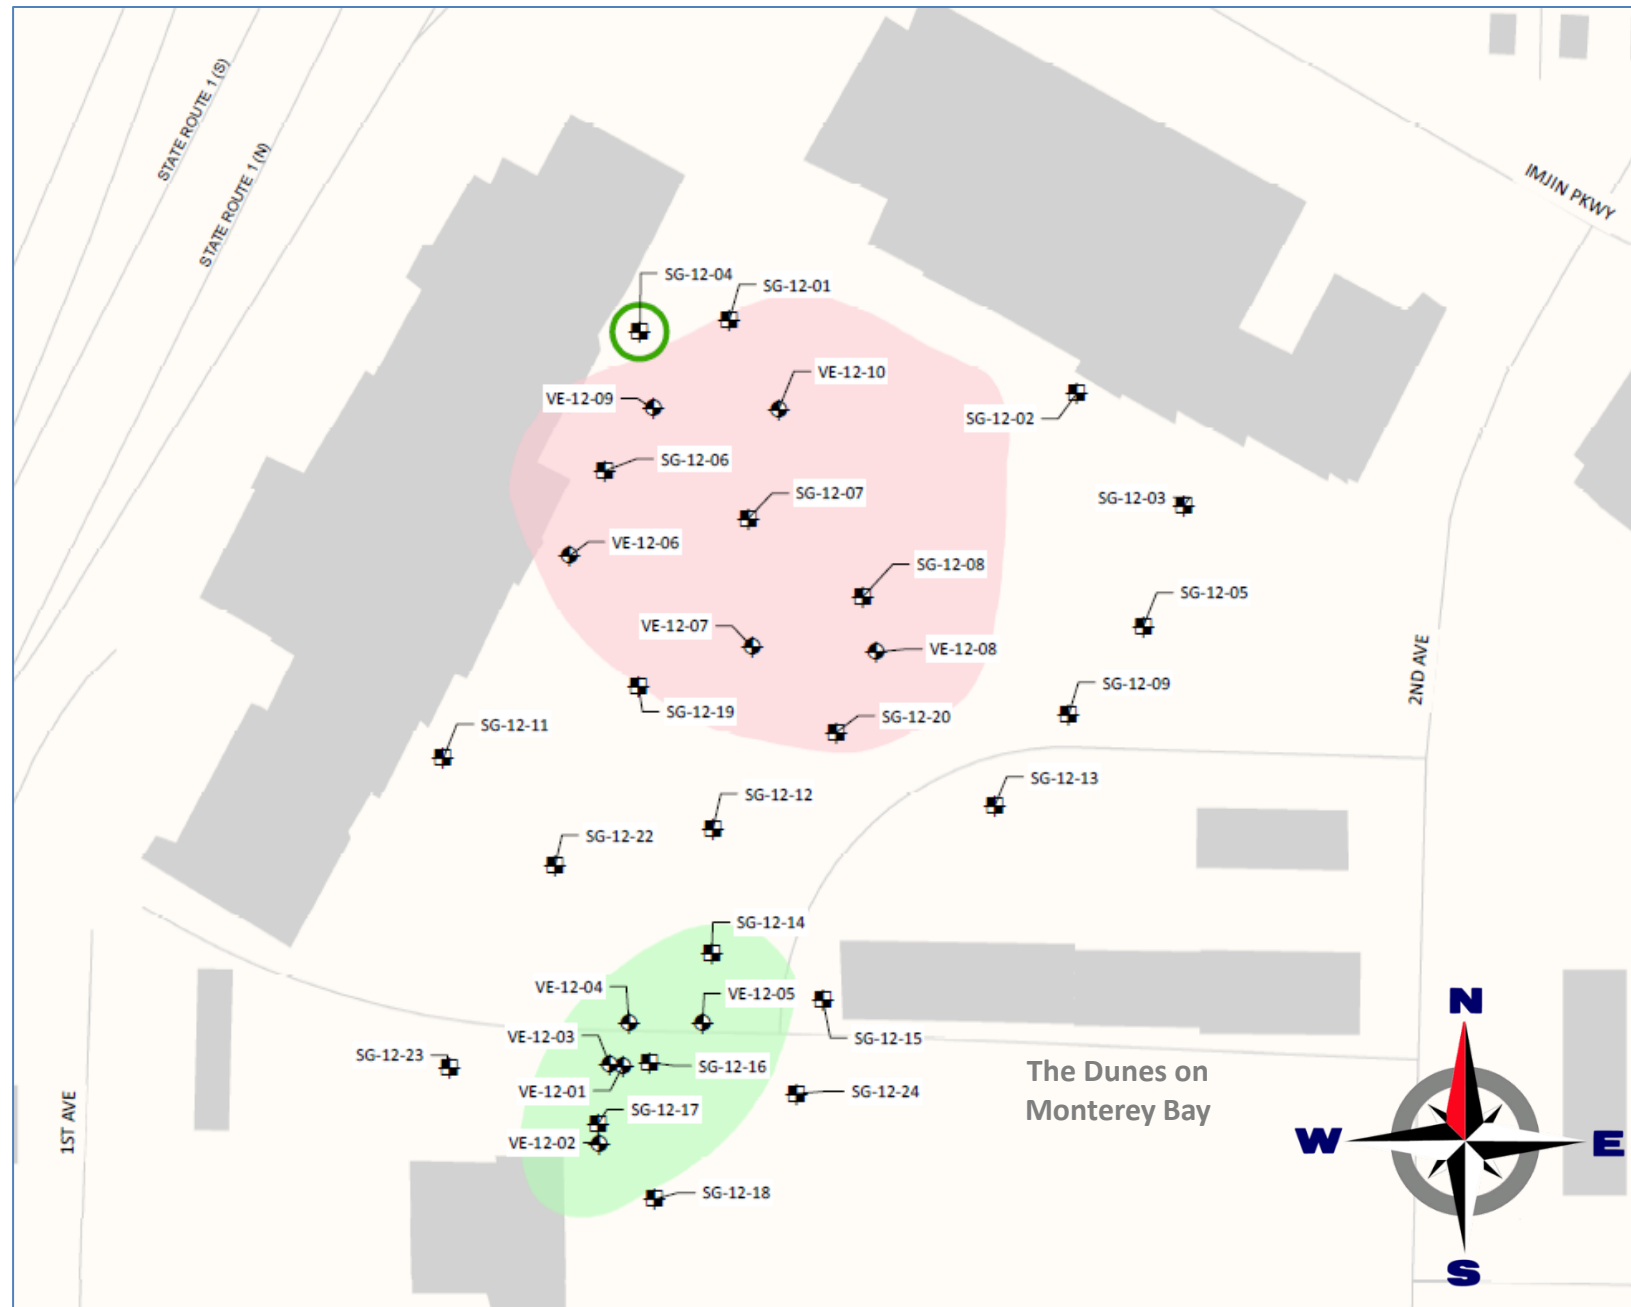 STATE ROUTE 1 (S)
STATE ROUTE 1 (N)
IMJIN PKWY
SG-12-04
SG-12-01
VE-12-10
VE-12-09
SG-12-02
SG-12-06
SG-12-07
SG-12-03
VE-12-06
SG-12-08
SG-12-05
VE-12-07
VE-12-08
2ND AVE
SG-12-09
SG-12-19
SG-12-20
SG-12-11
SG-12-13
SG-12-12
SG-12-22
SG-12-14
VE-12-04
VE-12-05
N
VE-12-03
SG-12-15
SG-12-23
SG-12-16
The Dunes on
Monterey Bay
VE-12-01
SG-12-24
SG-12-17
1ST AVE
VE-12-02
W
E
SG-12-18
S